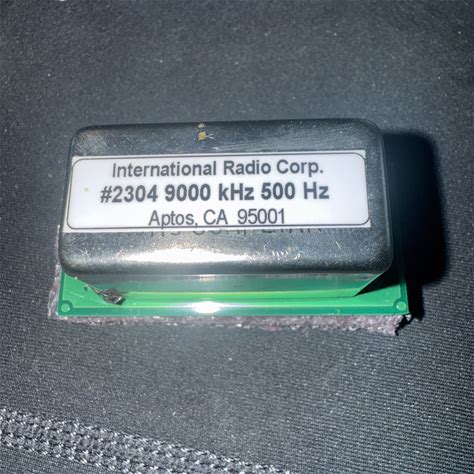 International Radio Corp.
#2304 9000 kHz 500 Hz
Aptos, CA 95001